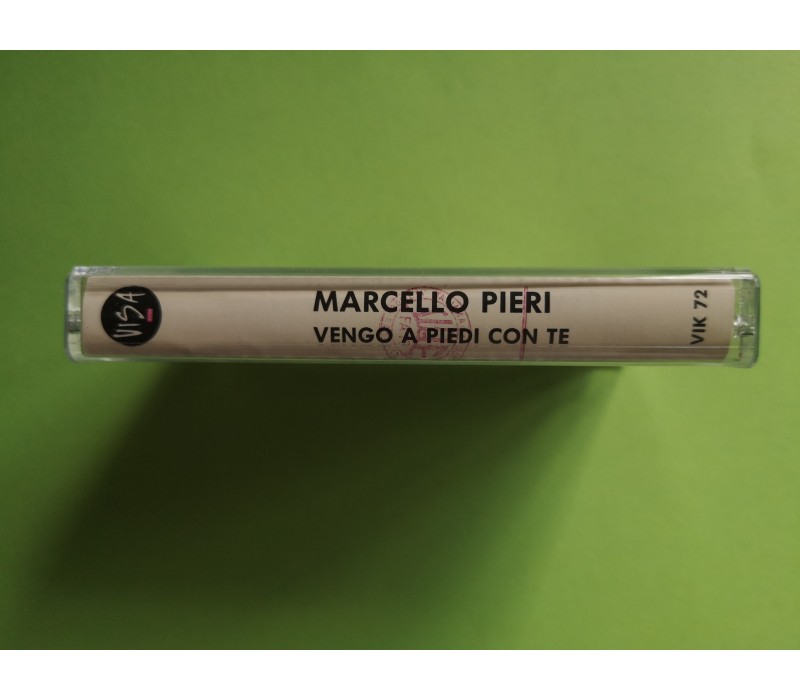 VISA
MARCELLO PIERI
VENGO A PIEDI CON TE
VIK 72